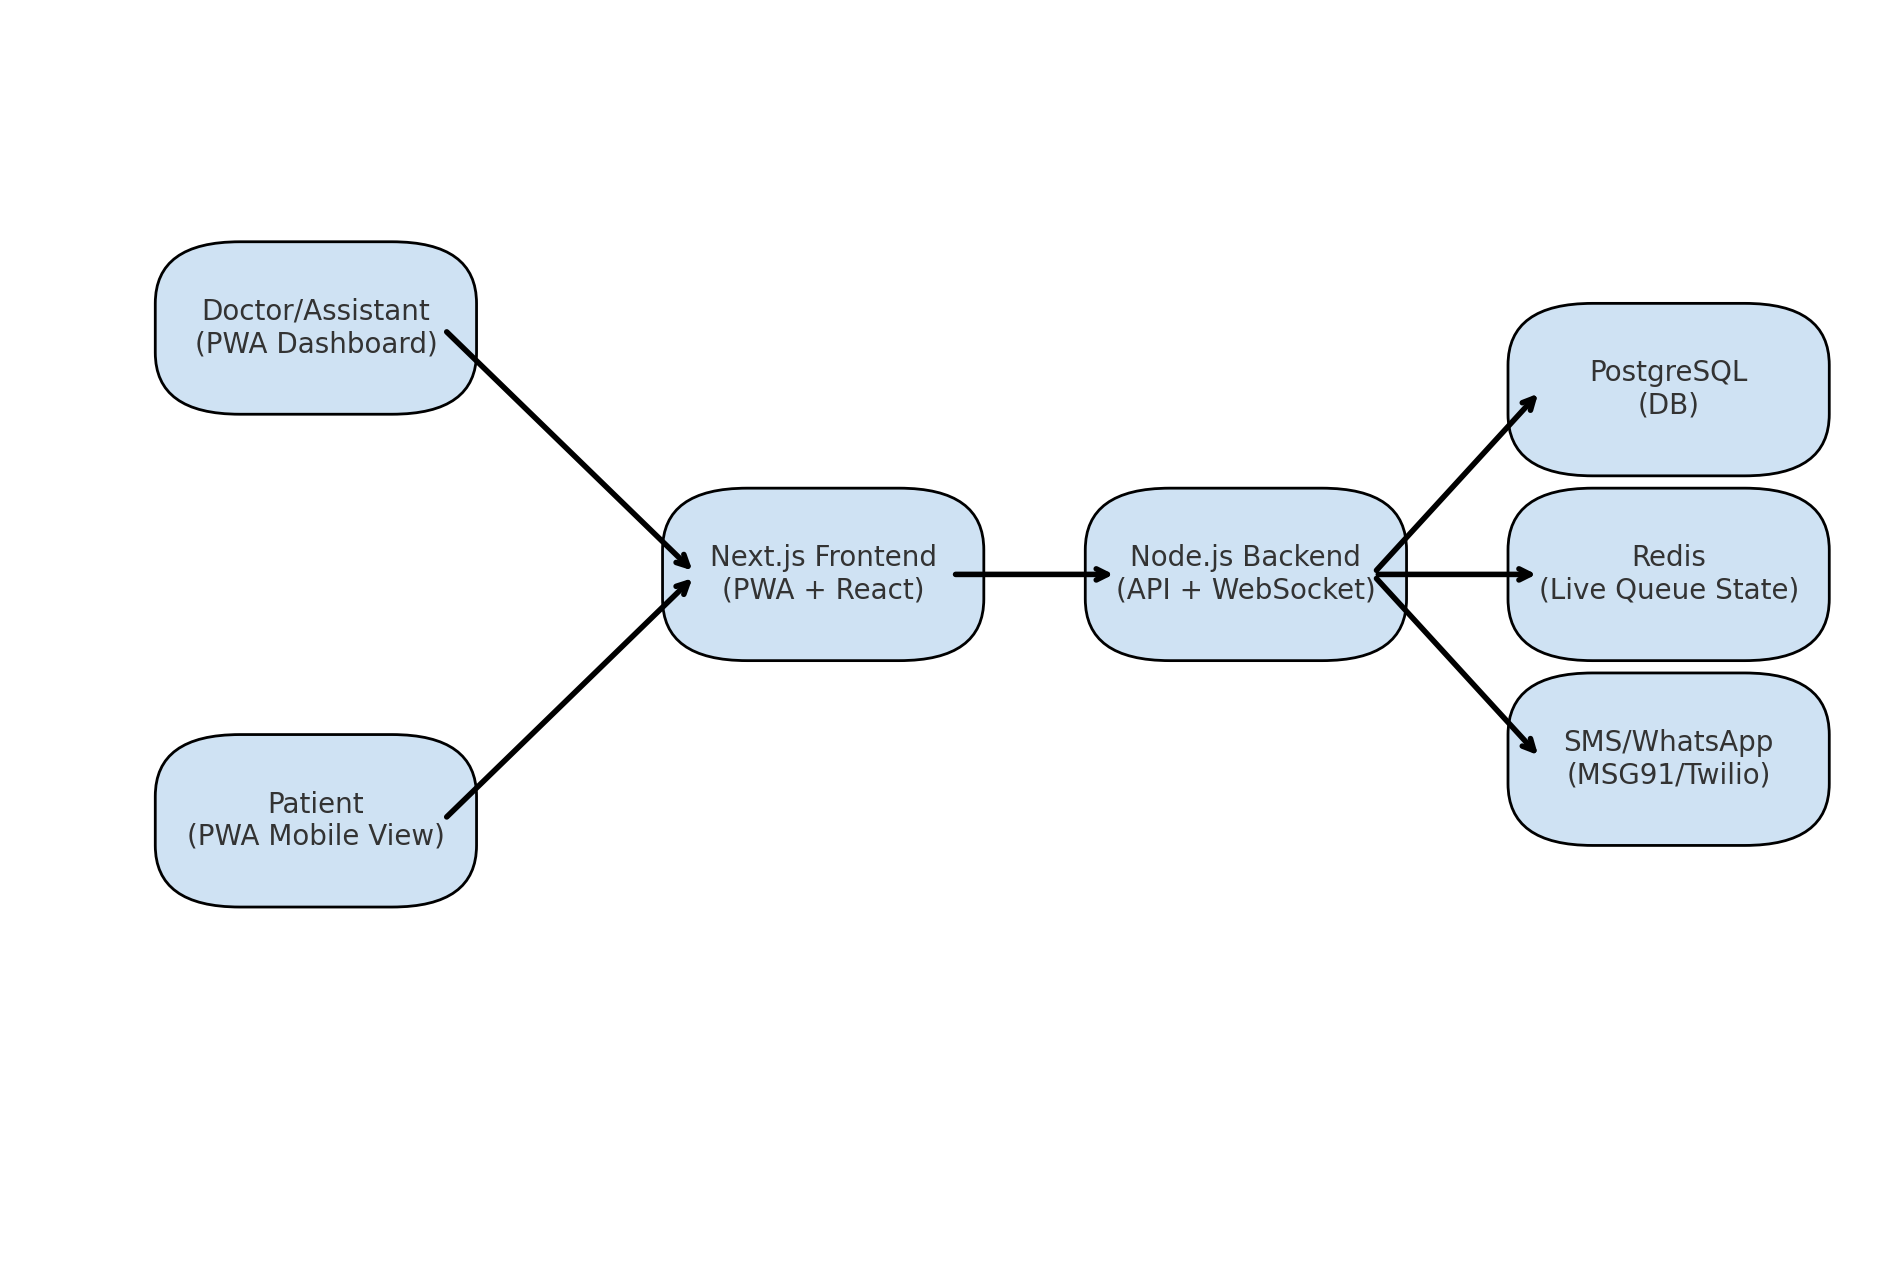 Doctor/Assistant
(PWA Dashboard)
Patient
(PWA Mobile View)
Next.js Frontend
(PWA + React)
Node.js Backend
(API + WebSocket)
PostgreSQL
(DB)
Redis
(Live Queue State)
SMS/WhatsApp
(MSG91/Twilio)